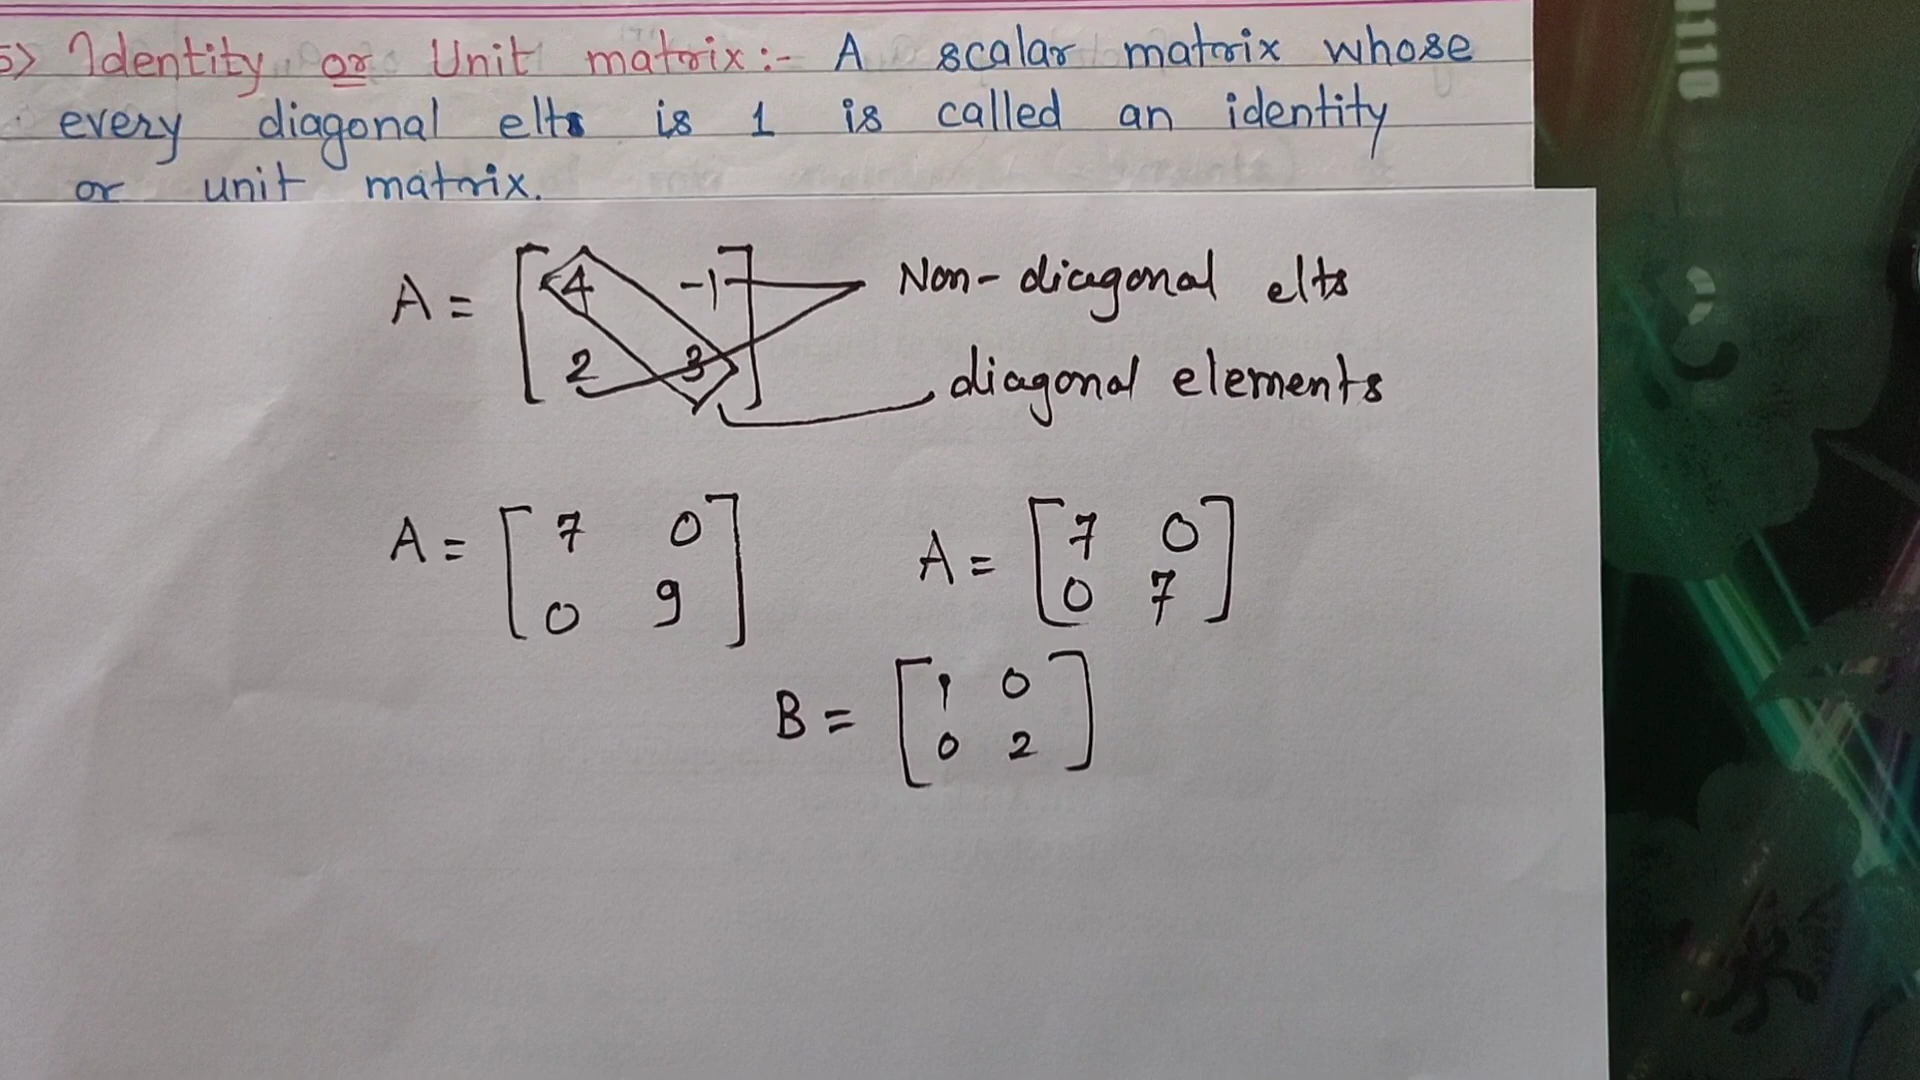 5) Identity or Unit matrix:- A scalar matrix whose
every diagonal elts is 1 is called an identity
or unit matrix.
A = [4 -1] Non-diagonal elts
[2 3] diagonal elements
A = [7 0] A = [7 0]
[0 9] [0 7]
B = [1 0]
[0 2]